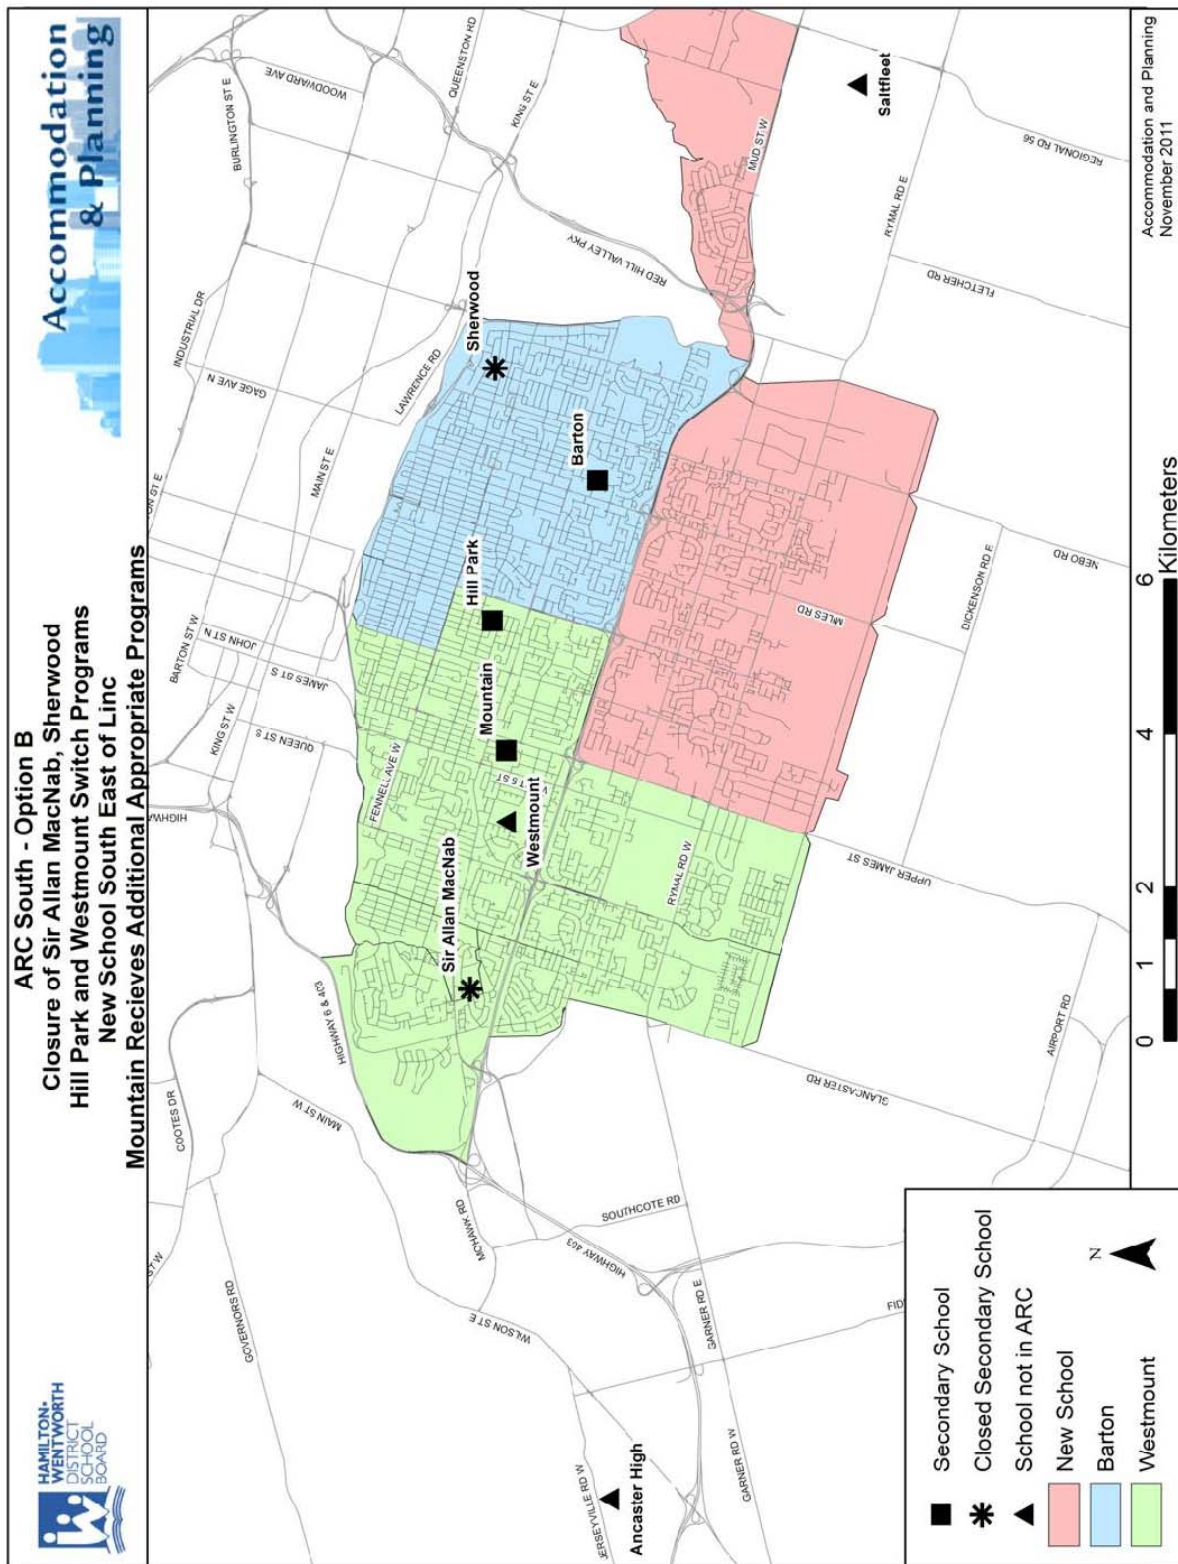 HAMILTON-
WENTWORTH
DISTRICT
SCHOOL
BOARD
ARC South - Option B
Closure of Sir Allan MacNab, Sherwood
Hill Park and Westmount Switch Programs
New School South East of Linc
Mountain Recieves Additional Appropriate Programs
Accommodation
& Planning
ST W
COOTES DR
GOVERNORS RD
MAIN ST W
HIGHWAY 6 & 403
KING ST W
QUEEN ST S
BARTON ST W
JOHN ST N
JAMES ST S
MAIN ST E
INDUSTRIAL DR
GAGE AVE N
BURLINGTON ST E
WOODWARD AVE
QUEENSTON RD
KING ST E
LAWRENCE RD
RED HILL VALLEY PKY
FENNELL AVE W
Sherwood
Hill Park
Barton
Mountain
Westmount
Sir Allan MacNab
MOHAWK RD
WILSON ST E
HIGHWAY 403
SOUTHCOTE RD
JERSEYVILLE RD W
Ancaster High
GARNER RD W
GARNER RD E
FID
GLANCASTER RD
RYMAL RD W
UPPER JAMES ST
AIRPORT RD
MILES RD
DICKENSON RD E
NEBO RD
MUD ST W
RYMAL RD E
FLETCHER RD
REGIONAL RD 56
Saltfleet
Secondary School
Closed Secondary School
School not in ARC
New School
Barton
Westmount
N
0 1 2 4 6
Kilometers
Accommodation and Planning
November 2011